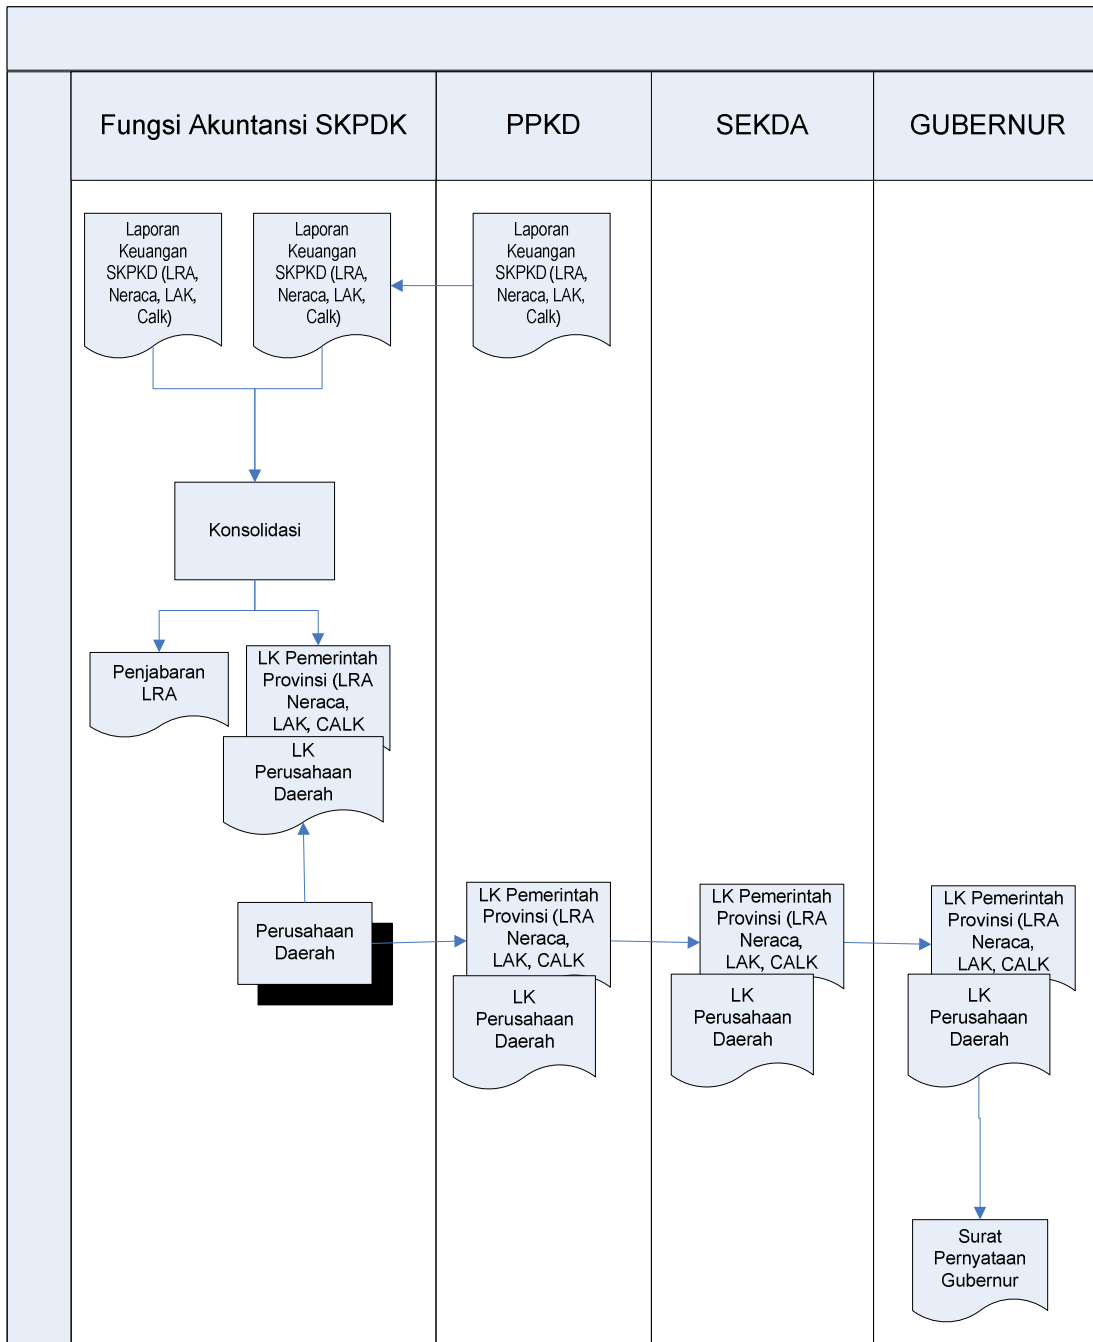 Fungsi Akuntansi SKPDK
PPKD
SEKDA
GUBERNUR
Laporan
Keuangan
SKPKD (LRA,
Neraca, LAK,
Calk)
Laporan
Keuangan
SKPKD (LRA,
Neraca, LAK,
Calk)
Laporan
Keuangan
SKPKD (LRA,
Neraca, LAK,
Calk)
Konsolidasi
Penjabaran
LRA
LK Pemerintah
Provinsi (LRA
Neraca,
LAK, CALK
LK
Perusahaan
Daerah
Perusahaan
Daerah
LK Pemerintah
Provinsi (LRA
Neraca,
LAK, CALK
LK
Perusahaan
Daerah
LK Pemerintah
Provinsi (LRA
Neraca,
LAK, CALK
LK
Perusahaan
Daerah
LK Pemerintah
Provinsi (LRA
Neraca,
LAK, CALK
LK
Perusahaan
Daerah
Surat
Pernyataan
Gubernur